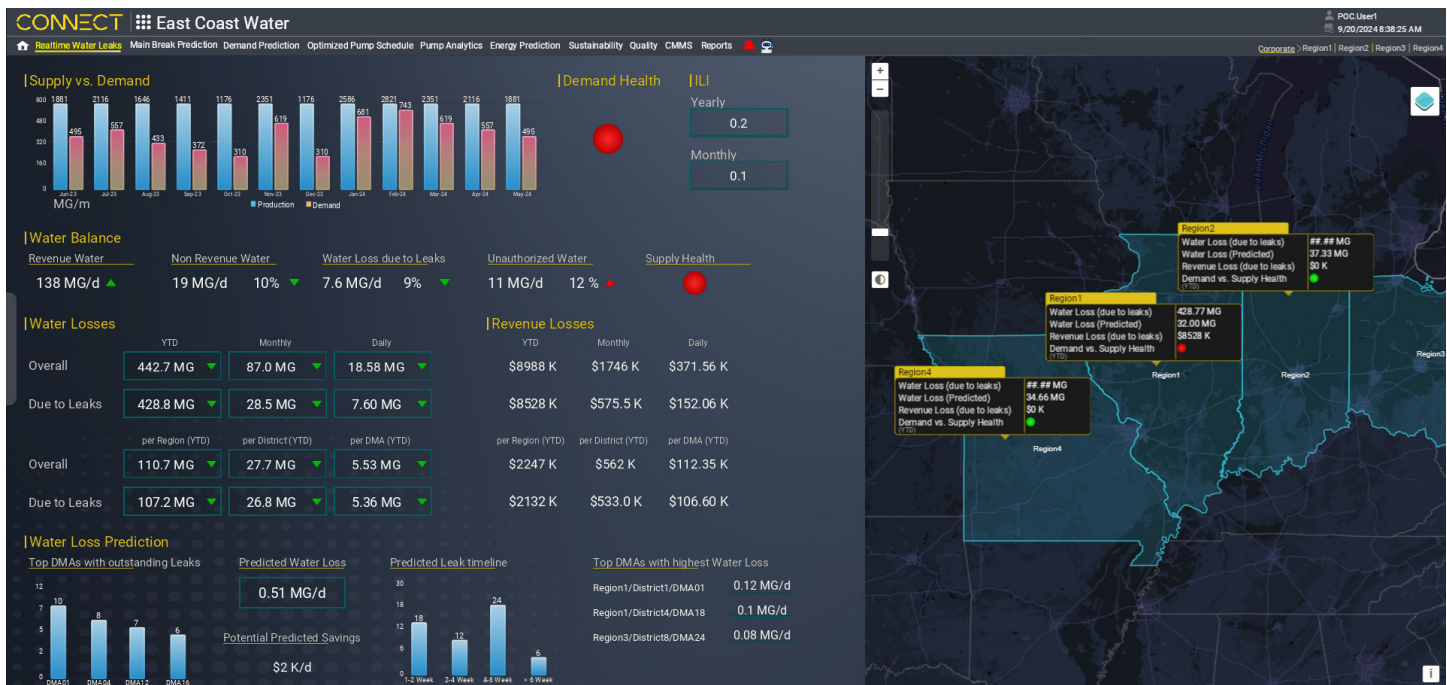 CONNECT East Coast Water
POC.User1
9/20/2024 8:38:25 AM
Realtime Water Leaks Main Break Prediction Demand Prediction Optimized Pump Schedule Pump Analytics Energy Prediction Sustainability Quality CMMS Reports
Corporate > Region1 | Region2 | Region3 | Region4
Supply vs. Demand
800
480
320
160
0
1881 2116 1646 1411 1176 2351 1176 2586 2821 2351 2116 1881
495 557 433 372 310 619 310 681 743 619 557 495
Jun-23 Jul-23 Aug-23 Sep-23 Oct-23 Nov-23 Dec-23 Jan-24 Feb-24 Mar-24 Apr-24 May-24
MG/m
Production Demand
Demand Health
ILI
Yearly
0.2
Monthly
0.1
Water Balance
Revenue Water Non Revenue Water Water Loss due to Leaks Unauthorized Water Supply Health
138 MG/d 19 MG/d 10% 7.6 MG/d 9% 11 MG/d 12 %
Water Losses
YTD Monthly Daily
Overall 442.7 MG 87.0 MG 18.58 MG
Due to Leaks 428.8 MG 28.5 MG 7.60 MG
per Region (YTD) per District (YTD) per DMA (YTD)
Overall 110.7 MG 27.7 MG 5.53 MG
Due to Leaks 107.2 MG 26.8 MG 5.36 MG
Revenue Losses
YTD Monthly Daily
$8988 K $1746 K $371.56 K
$8528 K $575.5 K $152.06 K
per Region (YTD) per District (YTD) per DMA (YTD)
$2247 K $562 K $112.35 K
$2132 K $533.0 K $106.60 K
Water Loss Prediction
Top DMAs with outstanding Leaks
12
7
5
2
0
10 8 7 6
DMA01 DMA04 DMA12 DMA16
Predicted Water Loss
0.51 MG/d
Potential Predicted Savings
$2 K/d
Predicted Leak timeline
30
18
12
6
0
18 12 24 6
1-2 Week 2-4 Week 4-6 Week > 6 Week
Top DMAs with highest Water Loss
Region1/District1/DMA01 0.12 MG/d
Region1/District4/DMA18 0.1 MG/d
Region3/District8/DMA24 0.08 MG/d
+
−
Lake Michigan
Region2
Water Loss (due to leaks) ##.## MG
Water Loss (Predicted) 37.33 MG
Revenue Loss (due to leaks) $0 K
Demand vs. Supply Health
(YTD)
Region1
Water Loss (due to leaks) 428.77 MG
Water Loss (Predicted) 32.00 MG
Revenue Loss (due to leaks) $8528 K
Demand vs. Supply Health
(YTD)
Region4
Water Loss (due to leaks) ##.## MG
Water Loss (Predicted) 34.66 MG
Revenue Loss (due to leaks) $0 K
Demand vs. Supply Health
(YTD)
Region3
Region1
Region2
Region4
i